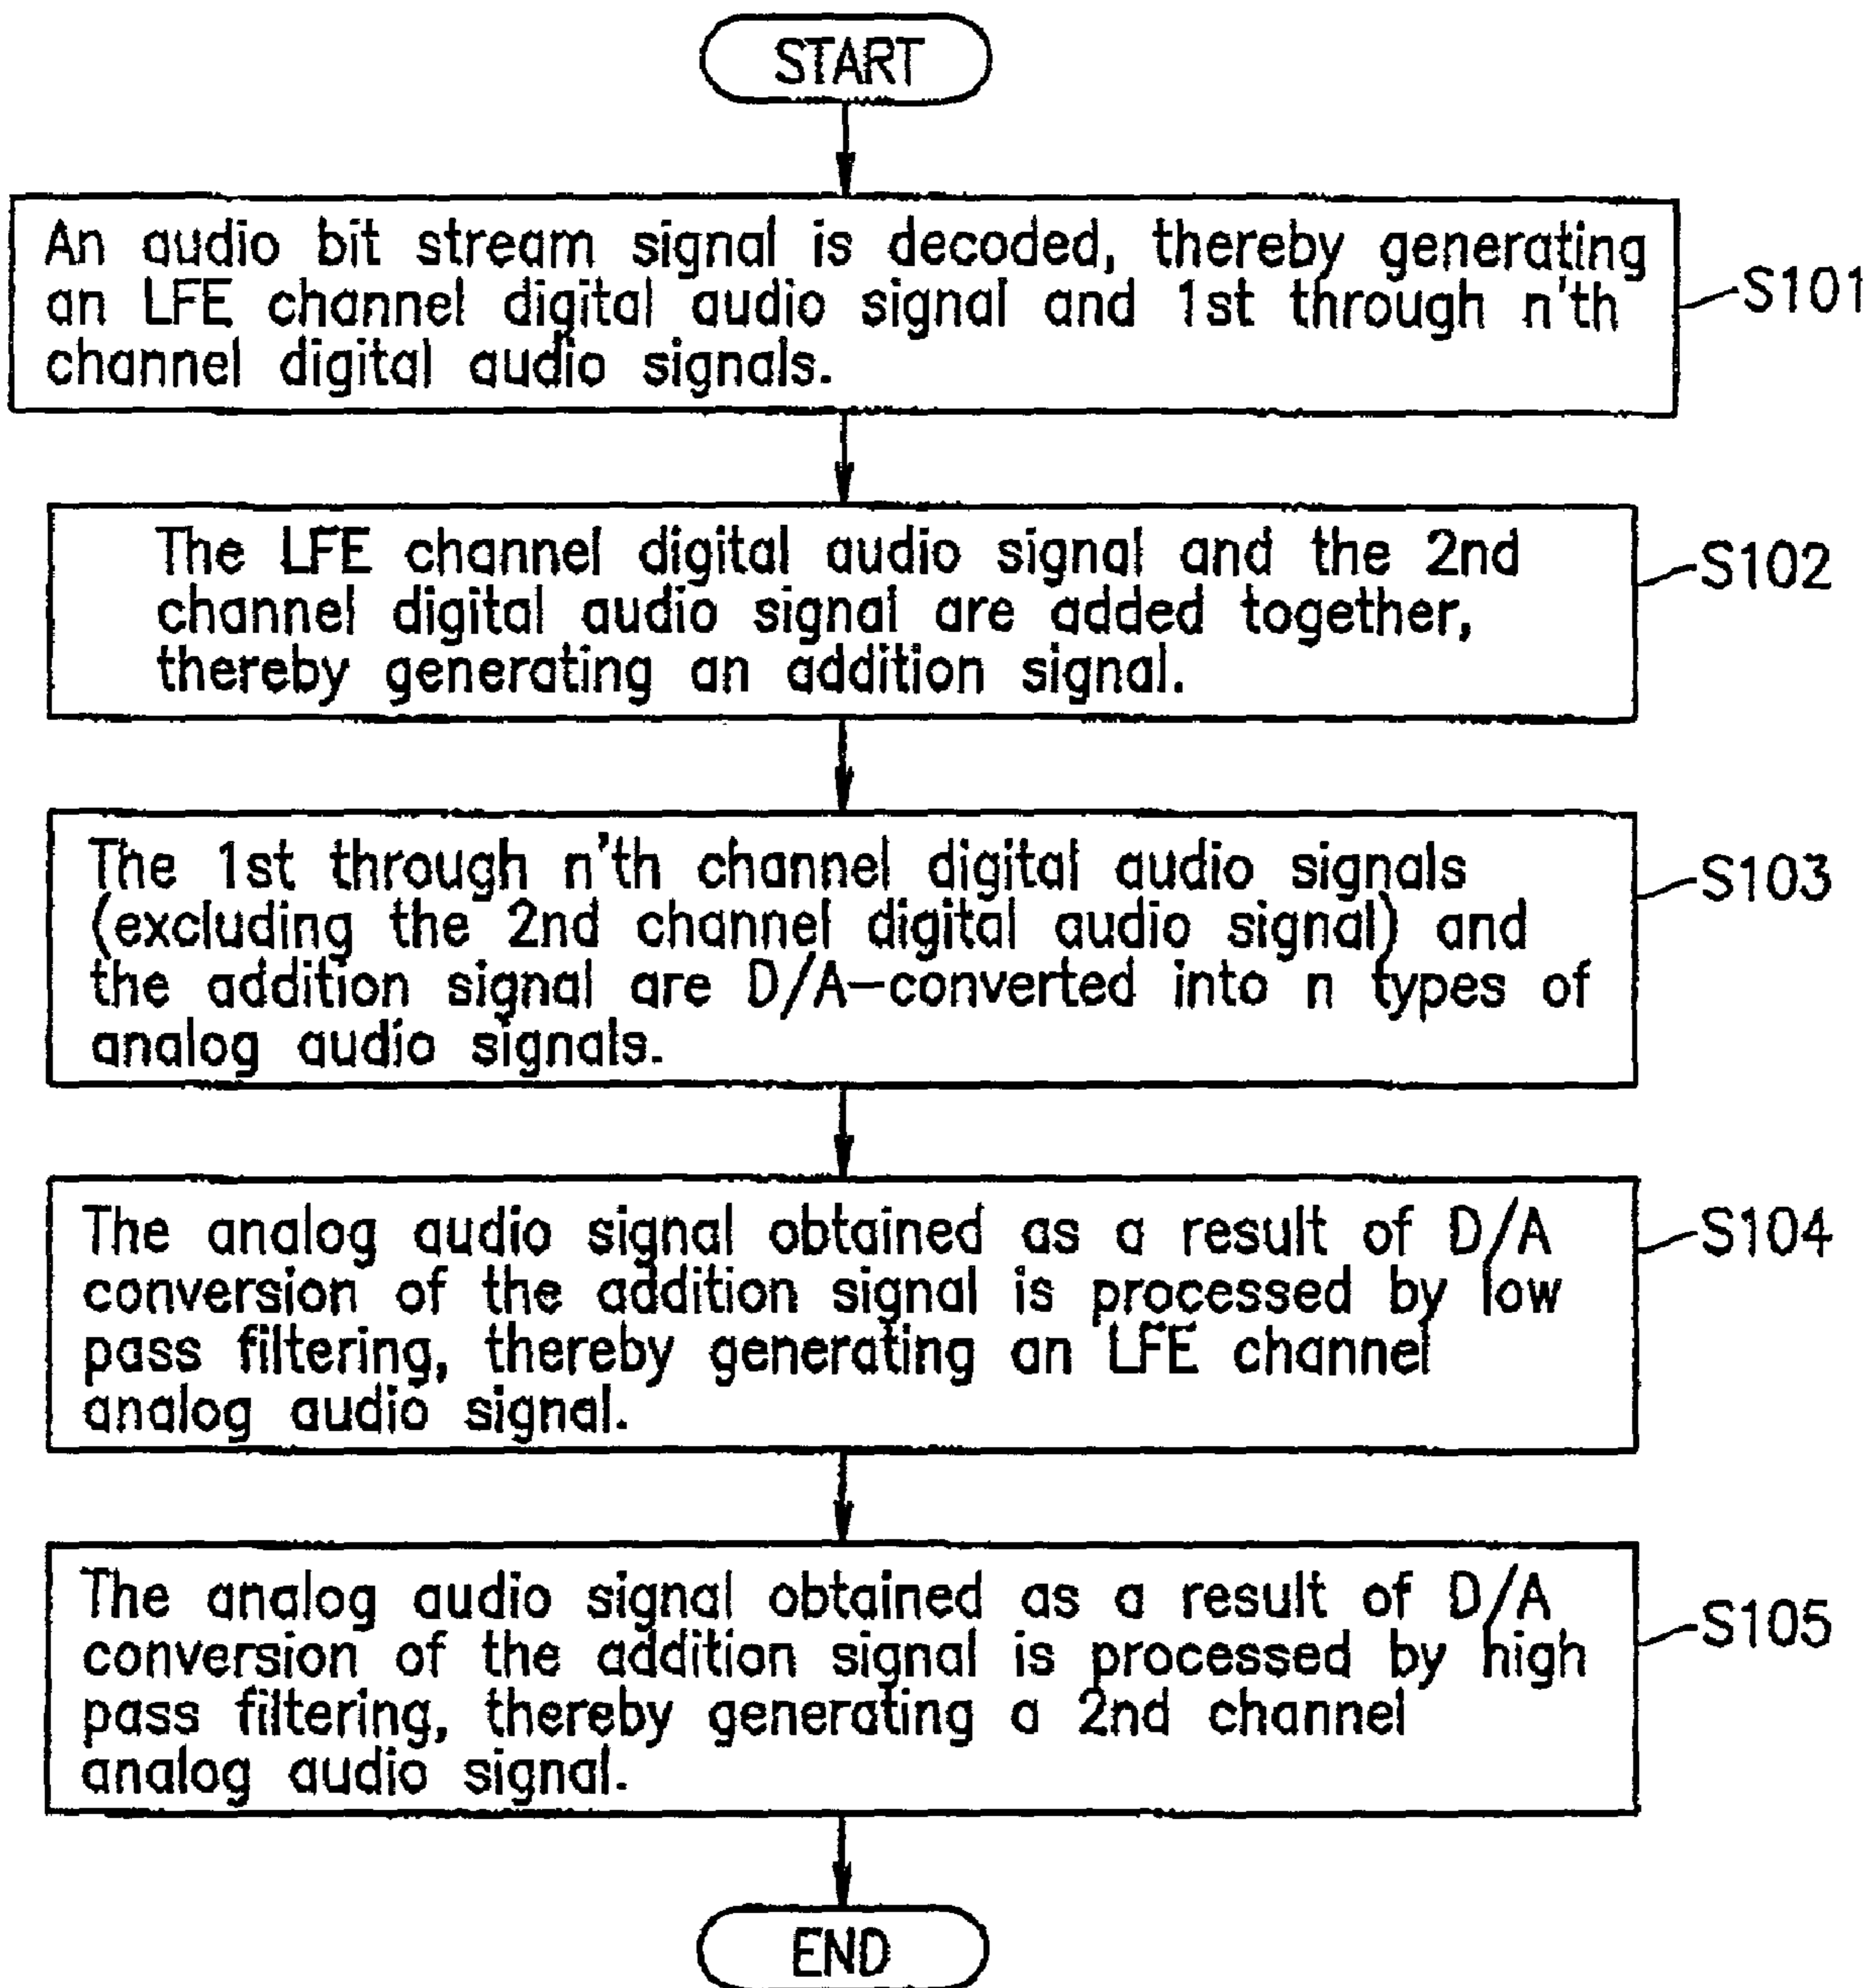 START
An audio bit stream signal is decoded, thereby generating
an LFE channel digital audio signal and 1st through n'th
channel digital audio signals.
S101
The LFE channel digital audio signal and the 2nd
channel digital audio signal are added together,
thereby generating an addition signal.
S102
The 1st through n'th channel digital audio signals
(excluding the 2nd channel digital audio signal) and
the addition signal are D/A-converted into n types of
analog audio signals.
S103
The analog audio signal obtained as a result of D/A
conversion of the addition signal is processed by low
pass filtering, thereby generating an LFE channel
analog audio signal.
S104
The analog audio signal obtained as a result of D/A
conversion of the addition signal is processed by high
pass filtering, thereby generating a 2nd channel
analog audio signal.
S105
END